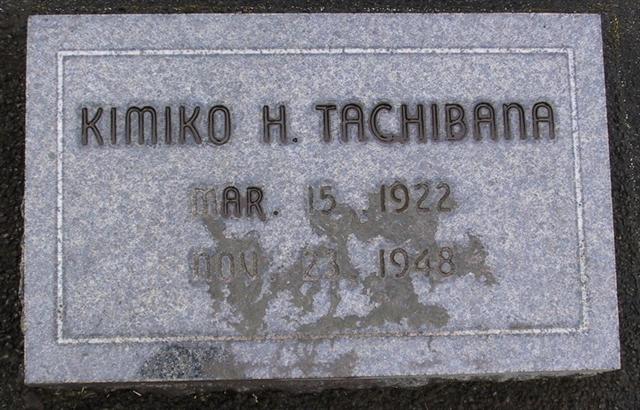 KIMIKO H. TACHIBANA
MAR. 15, 1922
NOV. 23, 1948